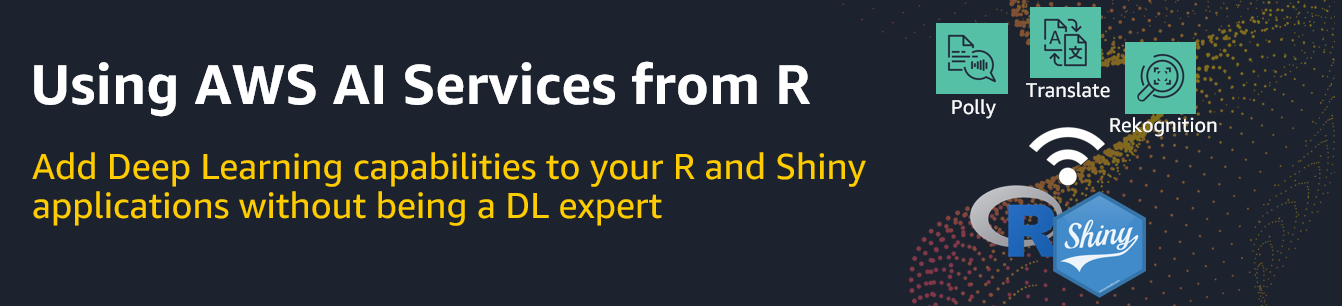 Using AWS AI Services from R
Add Deep Learning capabilities to your R and Shiny
applications without being a DL expert
Polly
Translate
Rekognition
A 文
R
Shiny